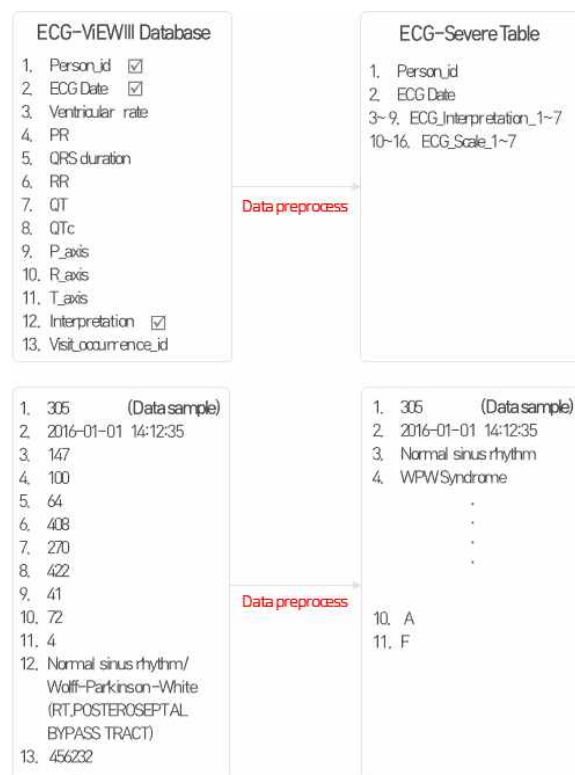 ECG-ViEWIII Database
1. Person_id ☑
2. ECG Date ☑
3. Ventricular rate
4. PR
5. QRS duration
6. RR
7. QT
8. QTc
9. P_axis
10. R_axis
11. T_axis
12. Interpretation ☑
13. Visit_occurrence_id
Data preprocess
ECG-Severe Table
1. Person_id
2. ECG Date
3~9. ECG_Interpretation_1~7
10~16. ECG_Scale_1~7
1. 305 (Data sample)
2. 2016-01-01 14:12:35
3. 147
4. 100
5. 64
6. 408
7. 270
8. 422
9. 41
10. 72
11. 4
12. Normal sinus rhythm/
Wolff-Parkinson-White
(RT,POSTEROSEPTAL
BYPASS TRACT)
13. 456232
Data preprocess
1. 305 (Data sample)
2. 2016-01-01 14:12:35
3. Normal sinus rhythm
4. WPW Syndrome
.
.
.
.
10. A
11. F